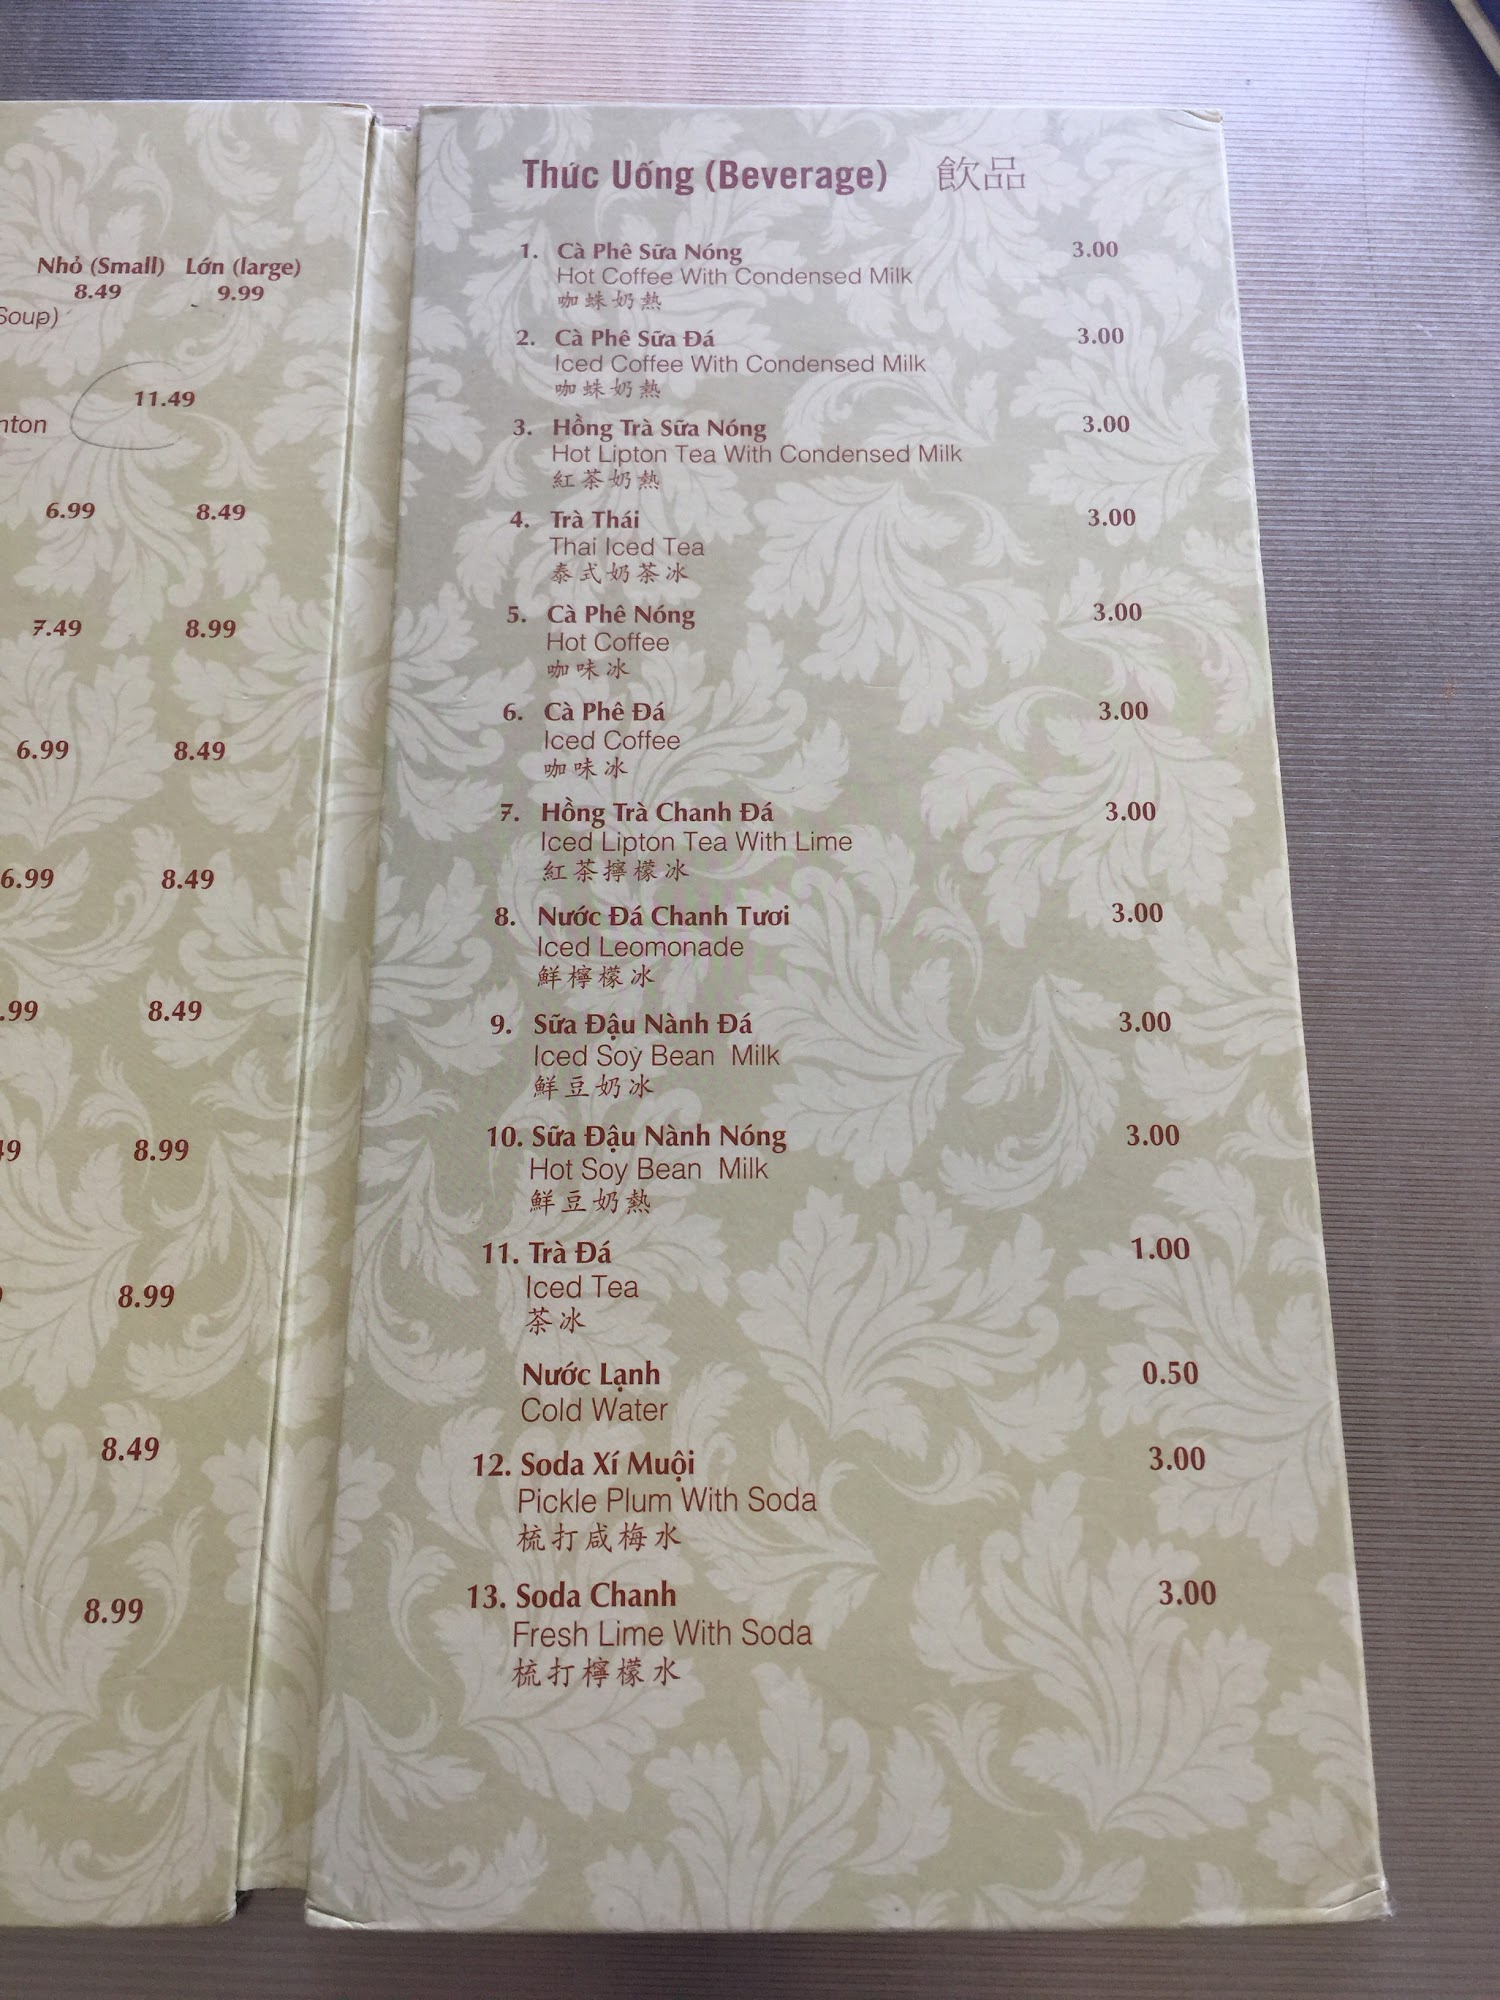 Nhỏ (Small) Lớn (large)
8.49 9.99
Soup)
11.49
nton
6.99 8.49
7.49 8.99
6.99 8.49
6.99 8.49
.99 8.49
49 8.99
8.99
8.49
8.99
Thức Uống (Beverage) 飲品
1. Cà Phê Sữa Nóng 3.00
Hot Coffee With Condensed Milk
咖蛛奶熱
2. Cà Phê Sữa Đá 3.00
Iced Coffee With Condensed Milk
咖蛛奶熱
3. Hồng Trà Sữa Nóng 3.00
Hot Lipton Tea With Condensed Milk
紅茶奶熱
4. Trà Thái 3.00
Thai Iced Tea
泰式奶茶冰
5. Cà Phê Nóng 3.00
Hot Coffee
咖味冰
6. Cà Phê Đá 3.00
Iced Coffee
咖味冰
7. Hồng Trà Chanh Đá 3.00
Iced Lipton Tea With Lime
紅茶檸檬冰
8. Nước Đá Chanh Tươi 3.00
Iced Leomonade
鮮檸檬冰
9. Sữa Đậu Nành Đá 3.00
Iced Soy Bean Milk
鮮豆奶冰
10. Sữa Đậu Nành Nóng 3.00
Hot Soy Bean Milk
鮮豆奶熱
11. Trà Đá 1.00
Iced Tea
茶冰
Nước Lạnh 0.50
Cold Water
12. Soda Xí Muội 3.00
Pickle Plum With Soda
梳打咸梅水
13. Soda Chanh 3.00
Fresh Lime With Soda
梳打檸檬水